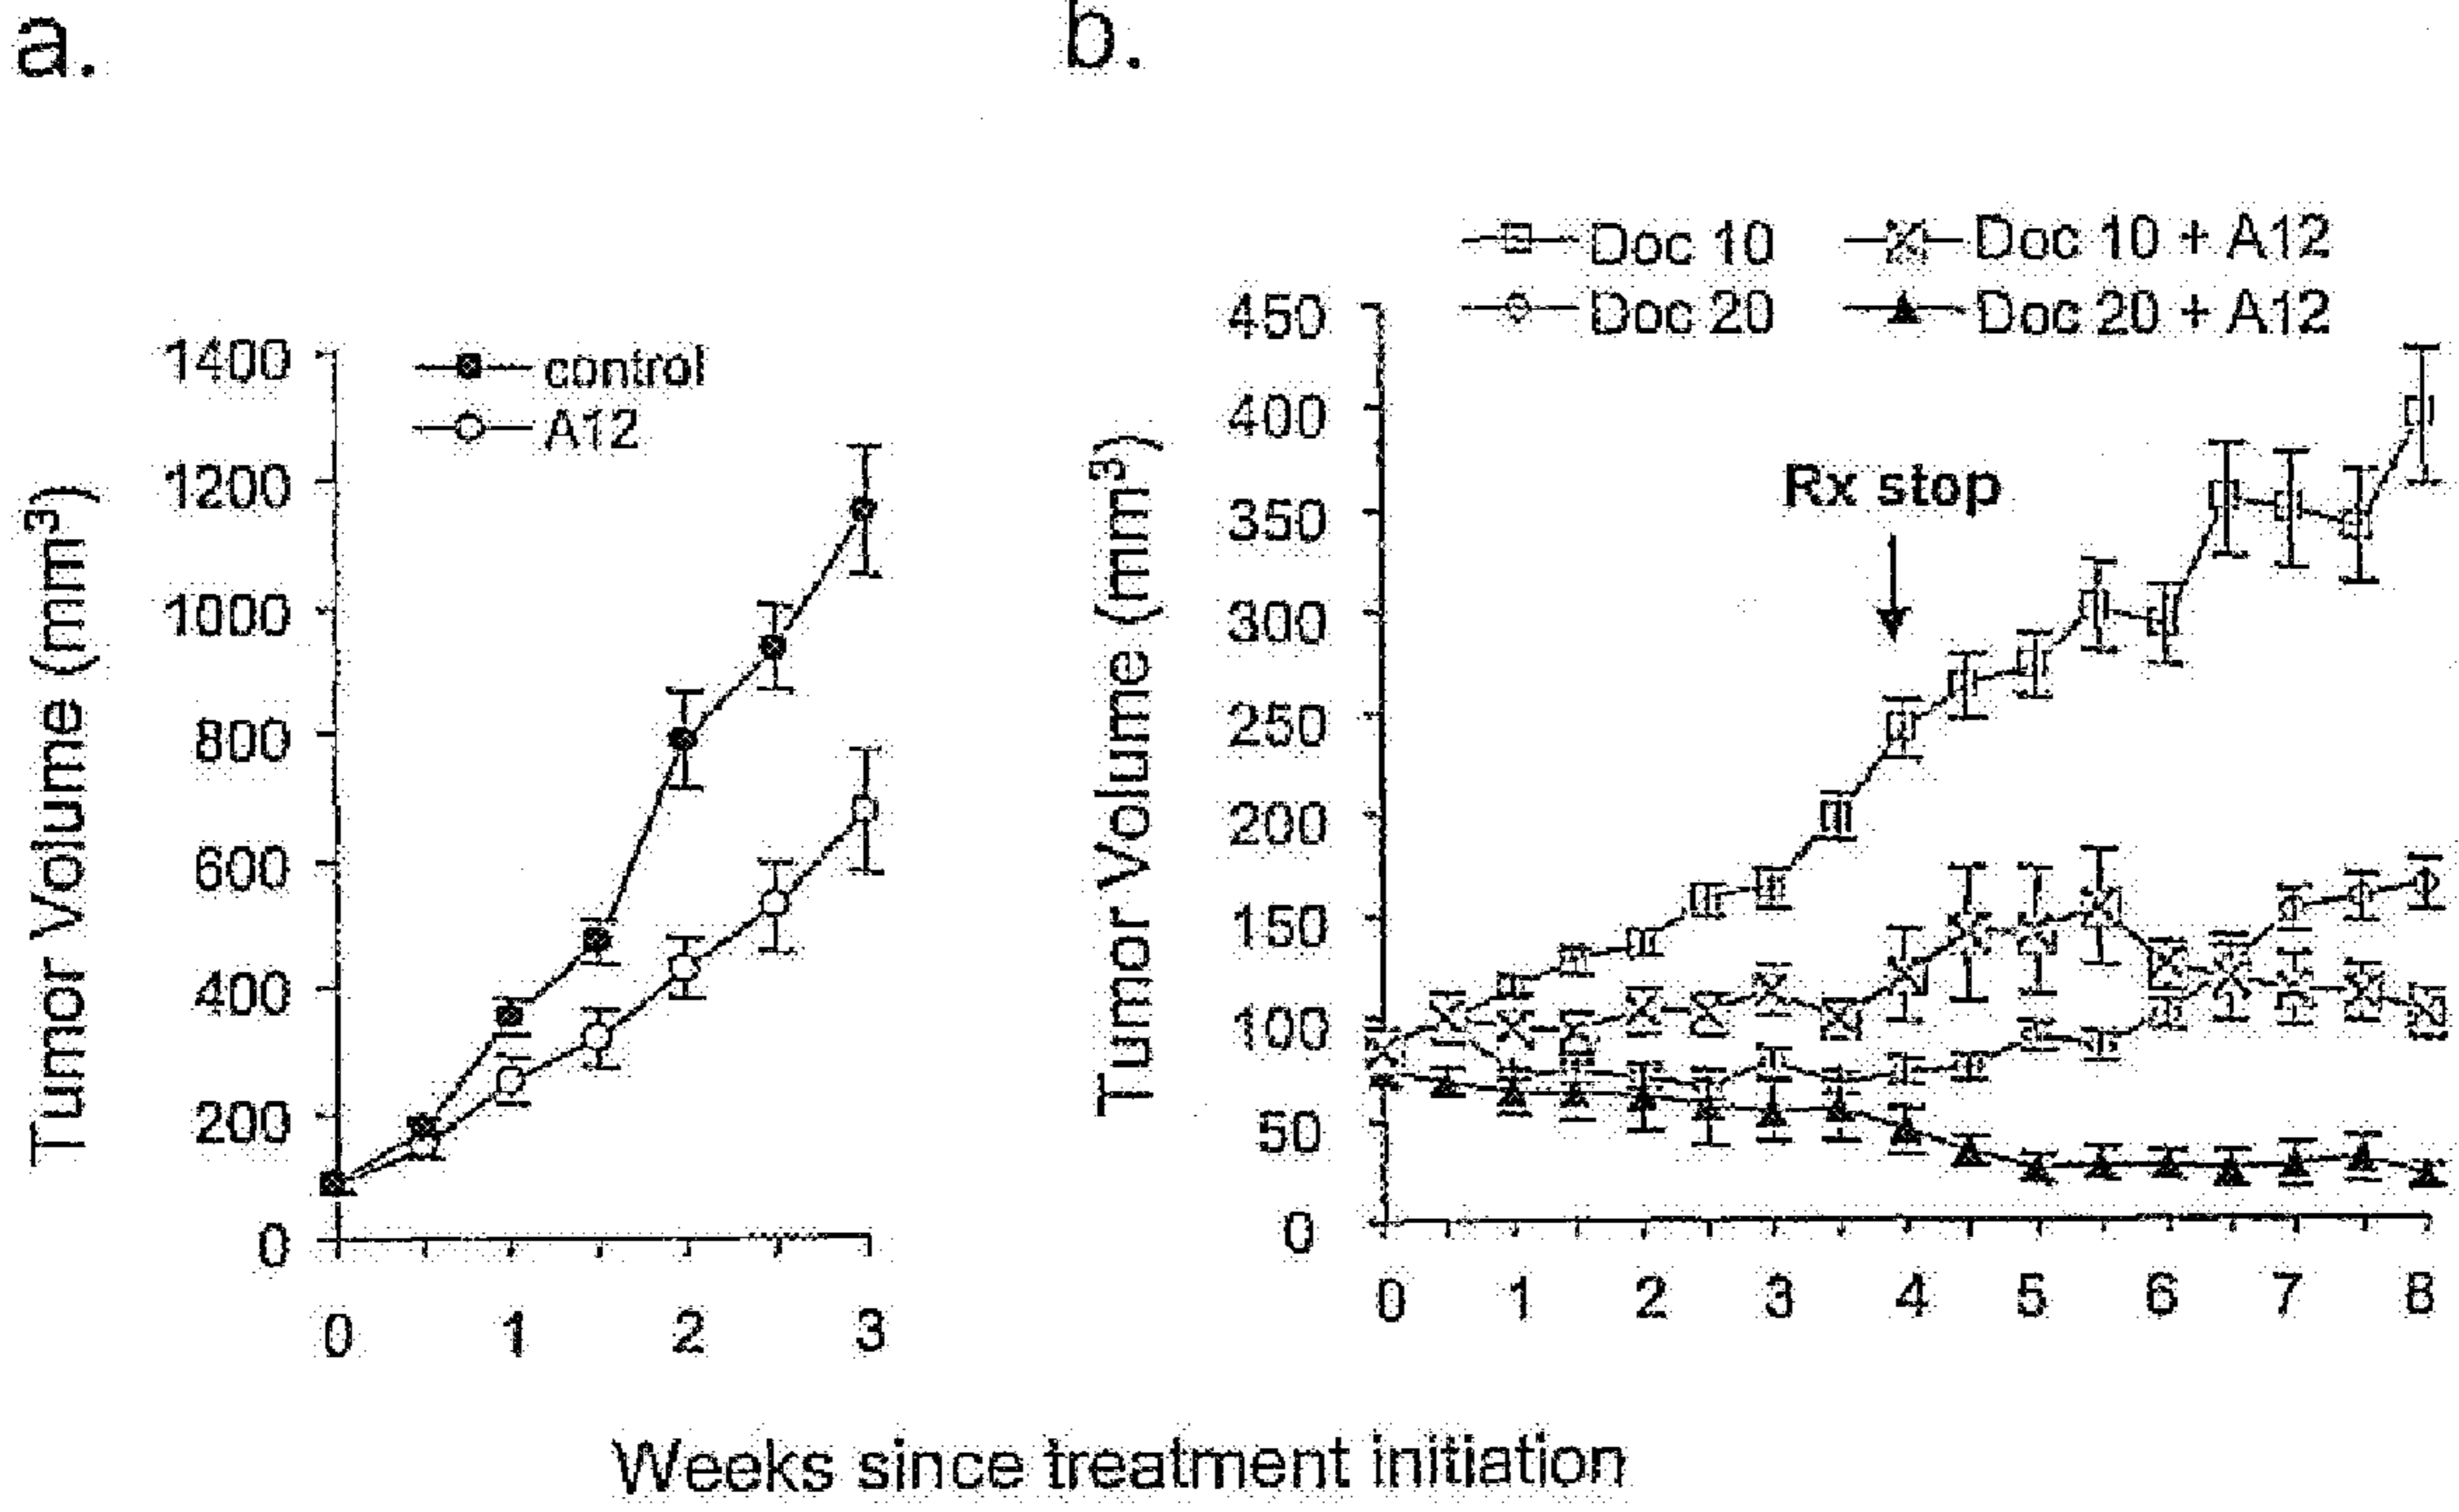 a.
b.
control
A12
1400
1200
1000
800
600
400
200
0
0 1 2 3
Tumor Volume (mm³)
Doc 10 Doc 10 + A12
Doc 20 Doc 20 + A12
Rx stop
450
400
350
300
250
200
150
100
50
0
0 1 2 3 4 5 6 7 8
Tumor Volume (mm³)
Weeks since treatment initiation